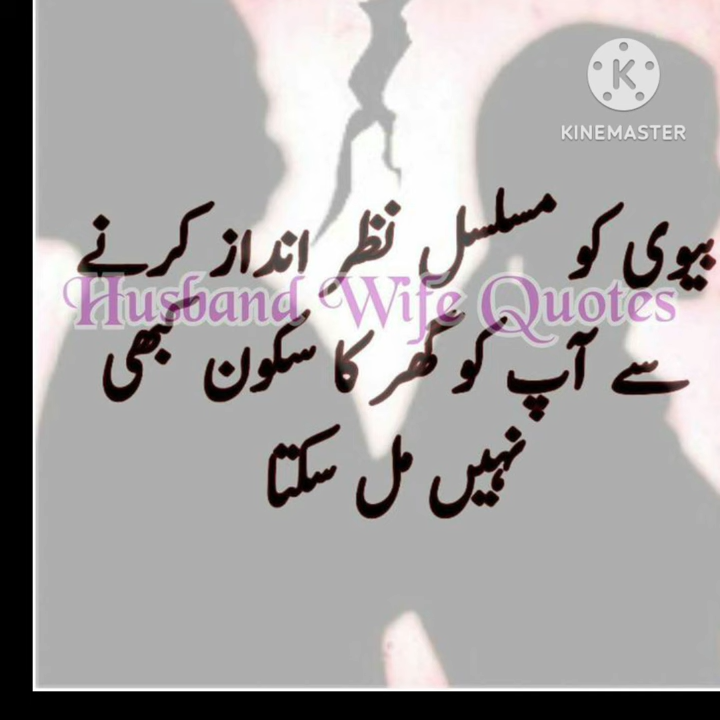 KINEMASTER
بیوی کو مسلسل نظر انداز کرنے
Husband Wife Quotes
سے آپ کو گھر کا سکون کبھی
نہیں مل سکتا